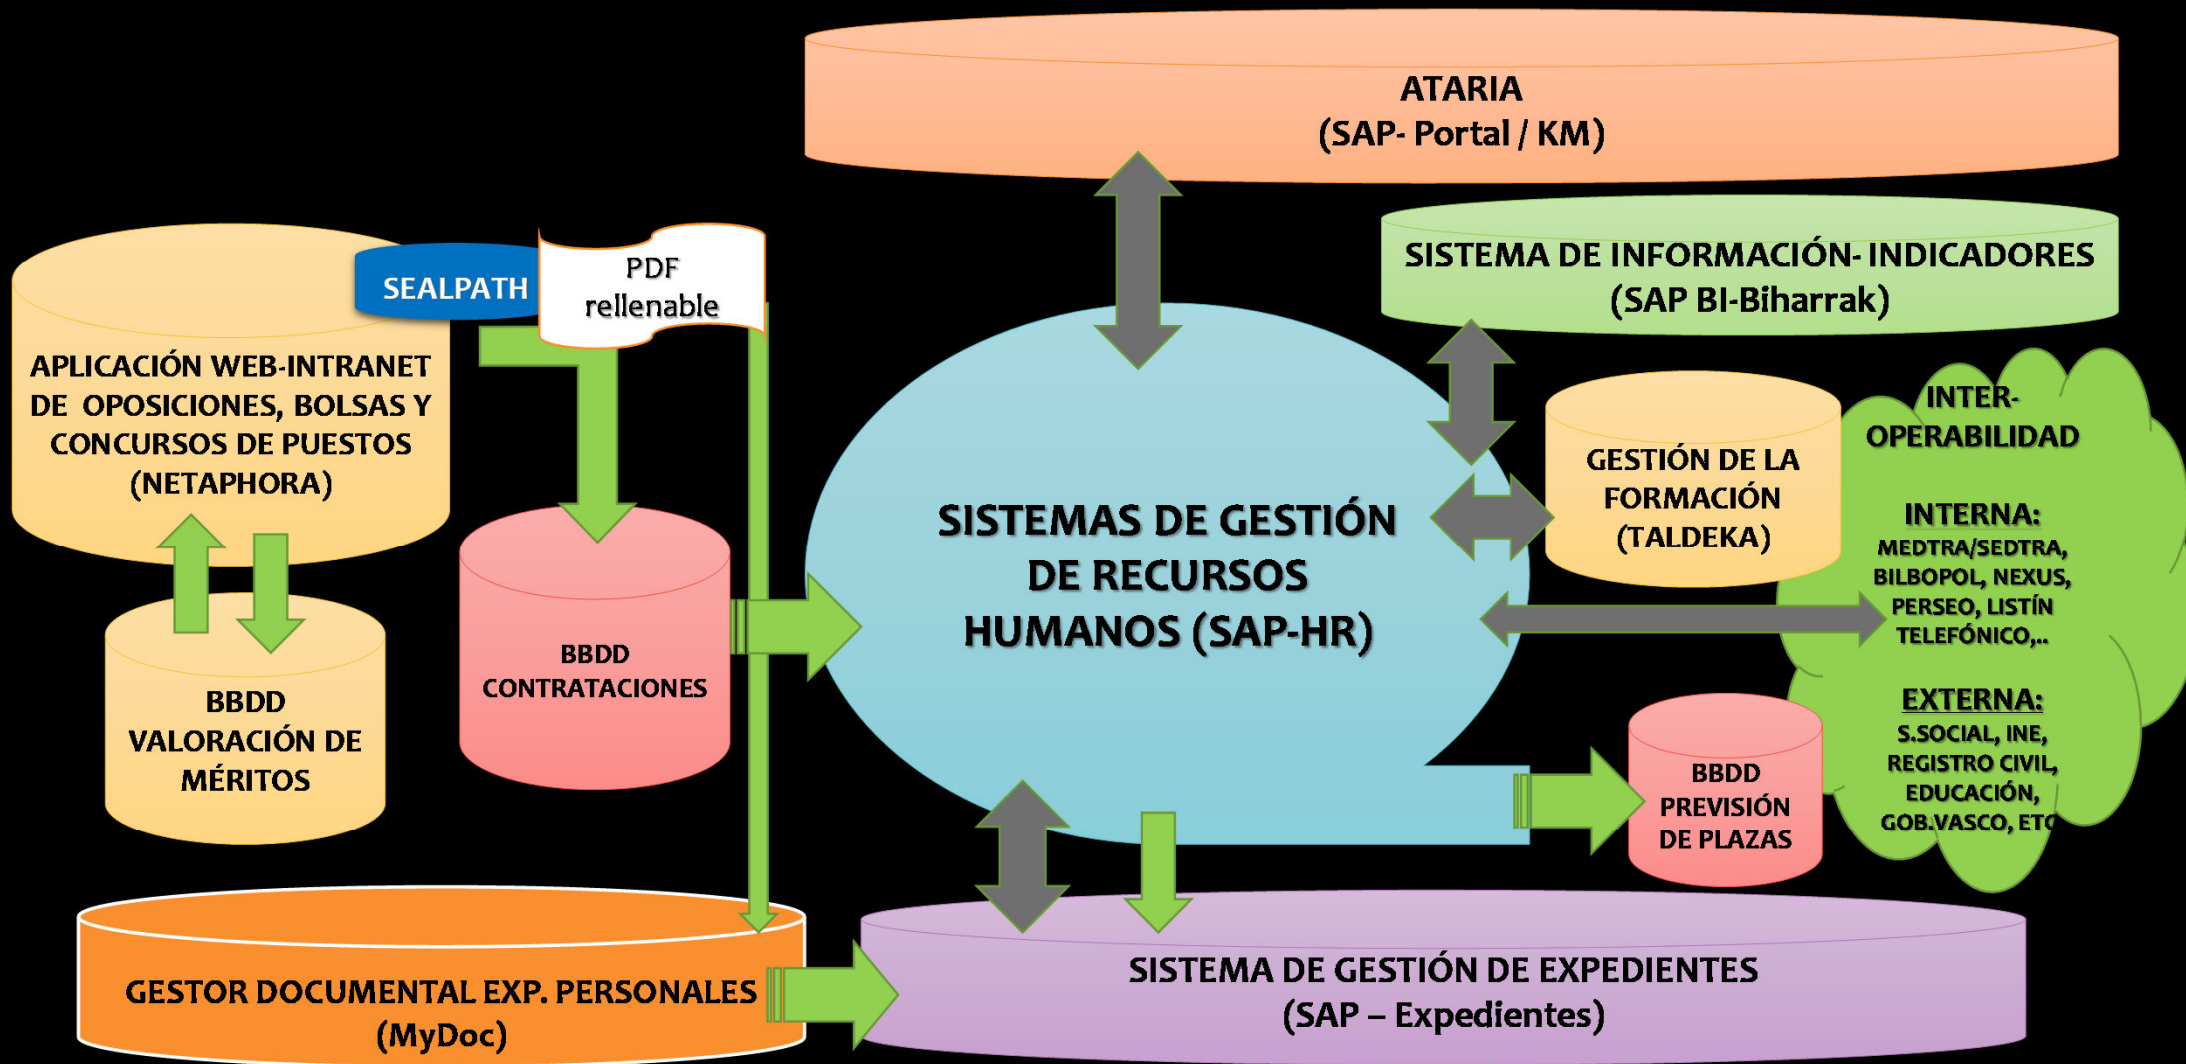 ATARIA
(SAP- Portal / KM)
SISTEMA DE INFORMACIÓN- INDICADORES
(SAP BI-Biharrak)
SEALPATH
PDF
rellenable
APLICACIÓN WEB-INTRANET
DE OPOSICIONES, BOLSAS Y
CONCURSOS DE PUESTOS
(NETAPHORA)
BBDD
VALORACIÓN DE
MÉRITOS
BBDD
CONTRATACIONES
SISTEMAS DE GESTIÓN
DE RECURSOS
HUMANOS (SAP-HR)
GESTIÓN DE LA
FORMACIÓN
(TALDEKA)
INTER-
OPERABILIDAD
INTERNA:
MEDTRA/SEDTRA,
BILBOPOL, NEXUS,
PERSEO, LISTÍN
TELEFÓNICO,..
EXTERNA:
S.SOCIAL, INE,
REGISTRO CIVIL,
EDUCACIÓN,
GOB.VASCO, ETC
BBDD
PREVISIÓN
DE PLAZAS
GESTOR DOCUMENTAL EXP. PERSONALES
(MyDoc)
SISTEMA DE GESTIÓN DE EXPEDIENTES
(SAP – Expedientes)